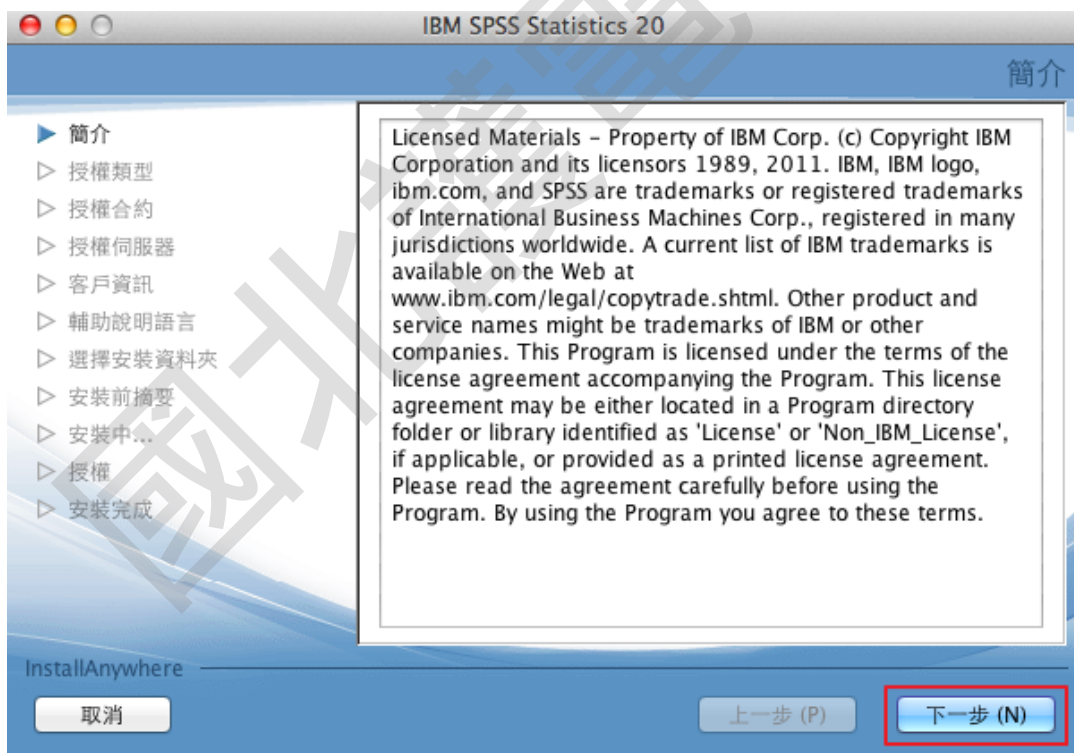 IBM SPSS Statistics 20
簡介
簡介
授權類型
授權合約
授權伺服器
客戶資訊
輔助說明語言
選擇安裝資料夾
安裝前摘要
安裝中...
授權
安裝完成
Licensed Materials – Property of IBM Corp. (c) Copyright IBM
Corporation and its licensors 1989, 2011. IBM, IBM logo,
ibm.com, and SPSS are trademarks or registered trademarks
of International Business Machines Corp., registered in many
jurisdictions worldwide. A current list of IBM trademarks is
available on the Web at
www.ibm.com/legal/copytrade.shtml. Other product and
service names might be trademarks of IBM or other
companies. This Program is licensed under the terms of the
license agreement accompanying the Program. This license
agreement may be either located in a Program directory
folder or library identified as 'License' or 'Non_IBM_License',
if applicable, or provided as a printed license agreement.
Please read the agreement carefully before using the
Program. By using the Program you agree to these terms.
InstallAnywhere
取消
上一步 (P)
下一步 (N)
國北護電